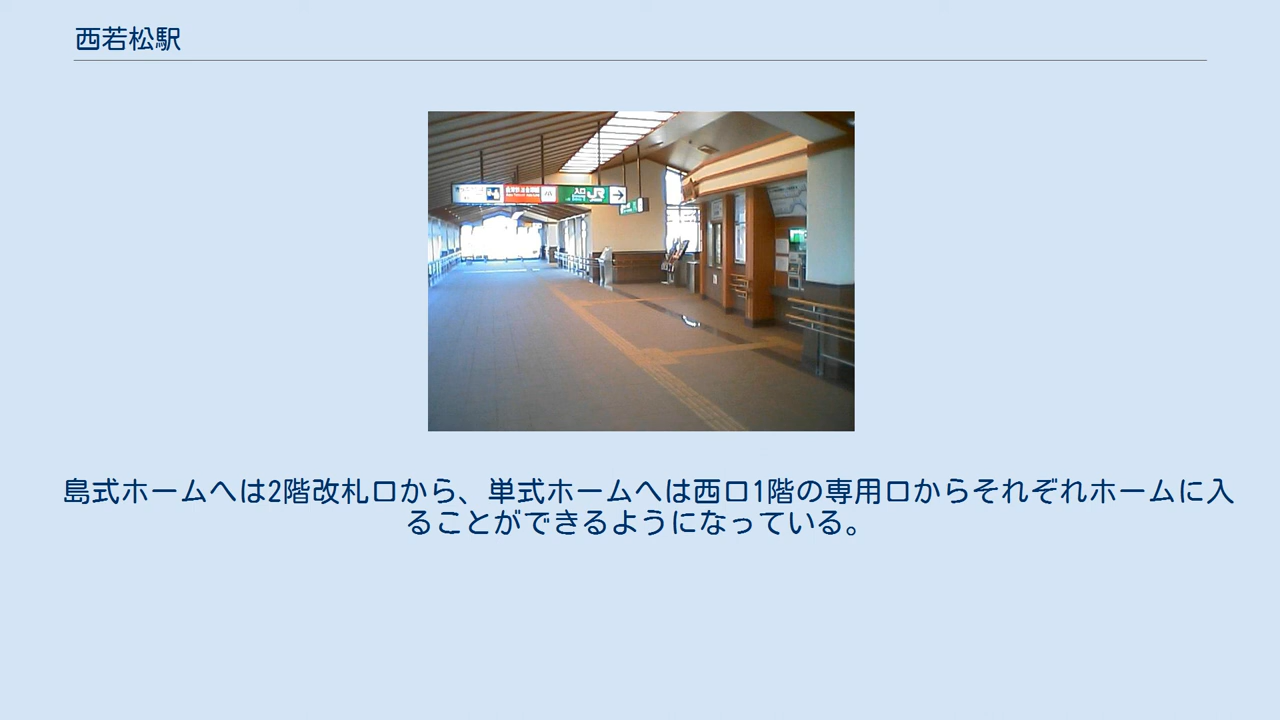 西若松駅
入口 JR
島式ホームへは2階改札口から、単式ホームへは西口1階の専用口からそれぞれホームに入
ることができるようになっている。